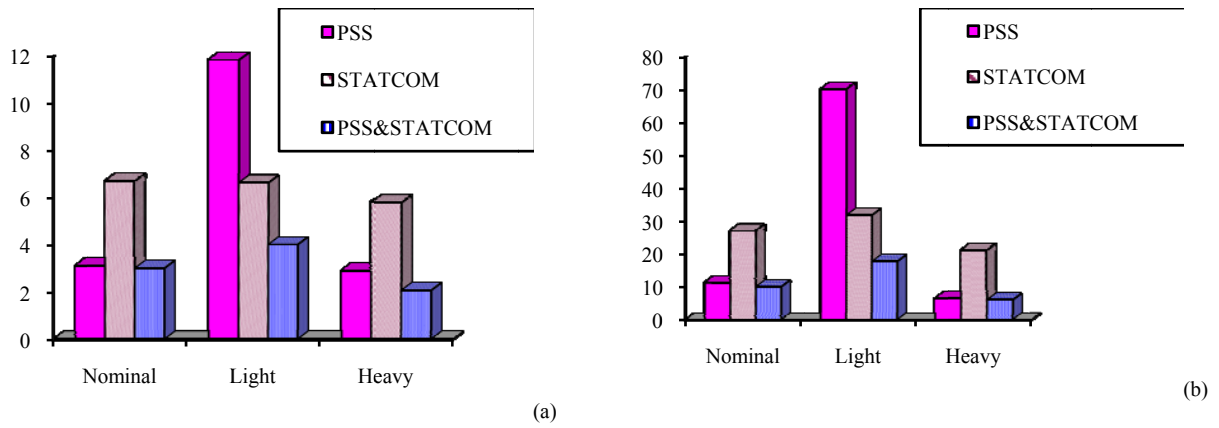 PSS
STATCOM
PSS&STATCOM
12
10
8
6
4
2
0
Nominal Light Heavy
(a)
PSS
STATCOM
PSS&STATCOM
80
70
60
50
40
30
20
10
0
Nominal Light Heavy
(b)